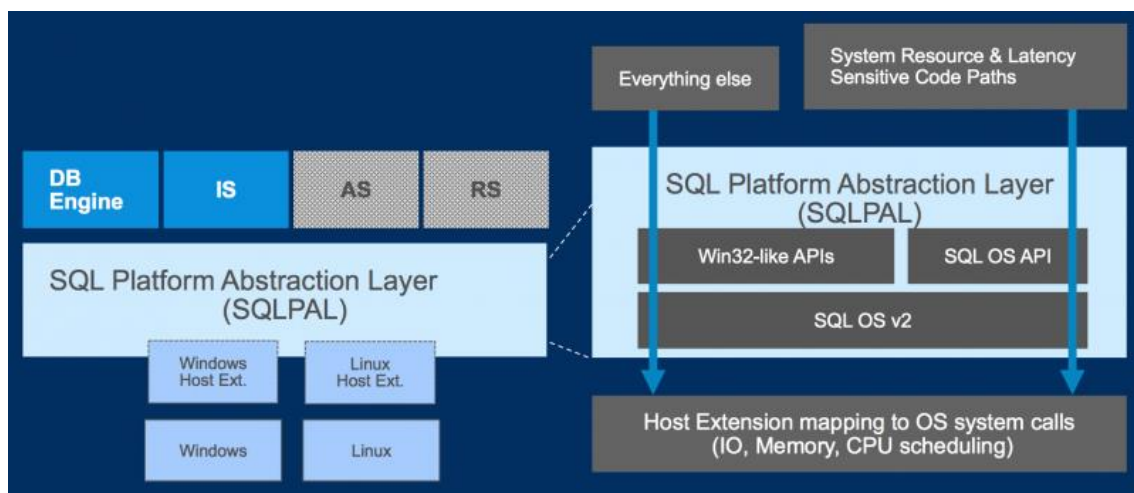 DB
Engine
IS
AS
RS
SQL Platform Abstraction Layer
(SQLPAL)
Windows
Host Ext.
Linux
Host Ext.
Windows
Linux
Everything else
System Resource & Latency
Sensitive Code Paths
SQL Platform Abstraction Layer
(SQLPAL)
Win32-like APIs
SQL OS API
SQL OS v2
Host Extension mapping to OS system calls
(IO, Memory, CPU scheduling)